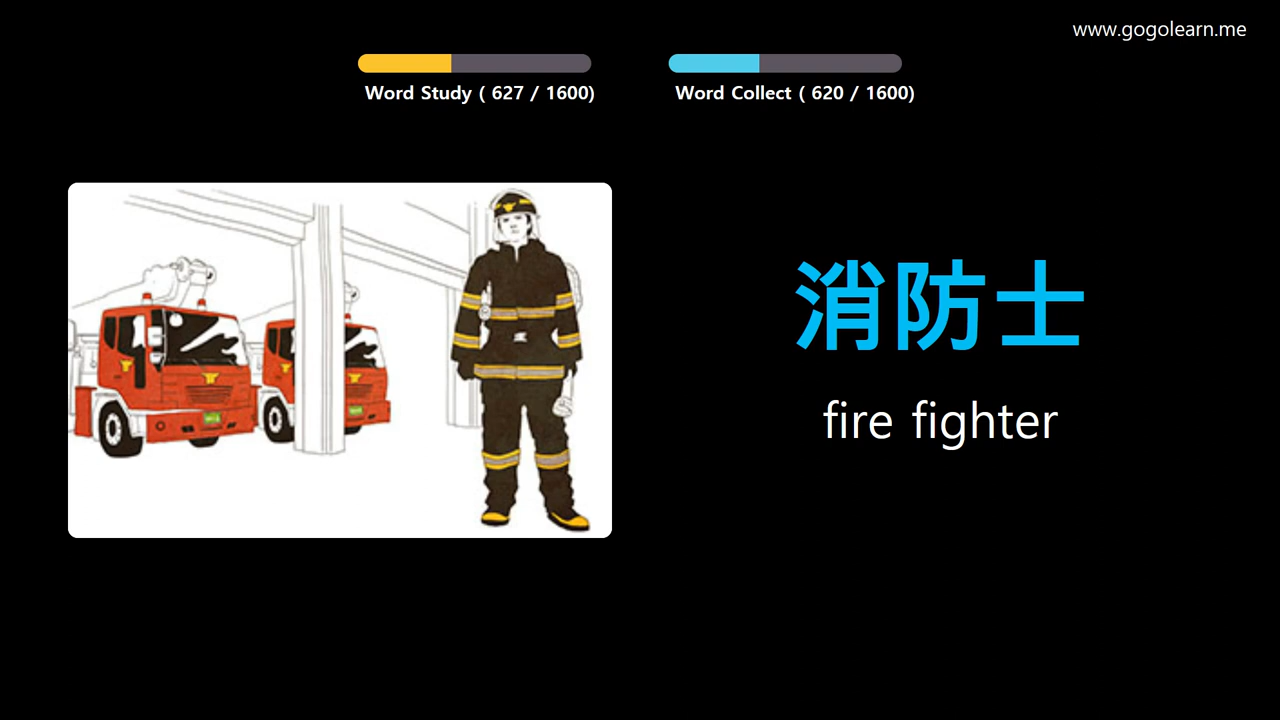 www.gogolearn.me
Word Study ( 627 / 1600)
Word Collect ( 620 / 1600)
消防士
fire fighter